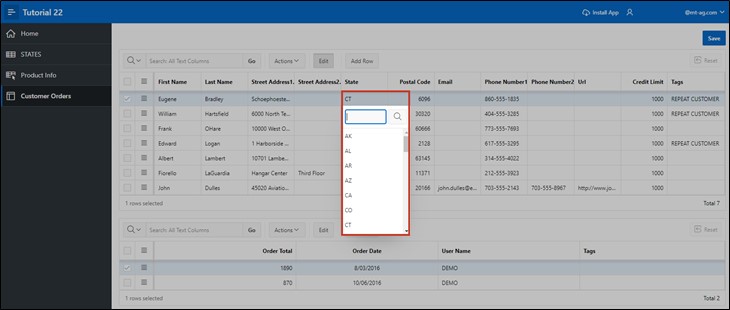 Tutorial 22 Install App @mt-ag.com
Home
STATES
Product Info
Customer Orders
Save
Search: All Text Columns Go Actions Edit Add Row Reset
First Name Last Name Street Address1. Street Address2. State Postal Code Email Phone Number1 Phone Number2 Url Credit Limit Tags
Eugene Bradley Schoephoeste... CT 6096 860-555-1835 1000 REPEAT CUSTOMER
William Hartsfield 6000 North Te... 30320 404-555-3285 1000 REPEAT CUSTOMER
Frank OHare 10000 West O... 60666 773-555-7693 1000
Edward Logan 1 Harborside ... 2128 617-555-3295 1000 REPEAT CUSTOMER
Albert Lambert 10701 Lambe... 63145 314-555-4022 1000
Fiorello LaGuardia Hangar Center Third Floor 11371 212-555-3923 1000
John Dulles 45020 Aviatio... 20166 john.dulles@e... 703-555-2143 703-555-8967 http://www.jo... 1000
AK
AL
AR
AZ
CA
CO
CT
1 rows selected Total 7
Search: All Text Columns Go Actions Edit Reset
Order Total Order Date User Name Tags
1890 8/03/2016 DEMO
870 10/06/2016 DEMO
1 rows selected Total 2